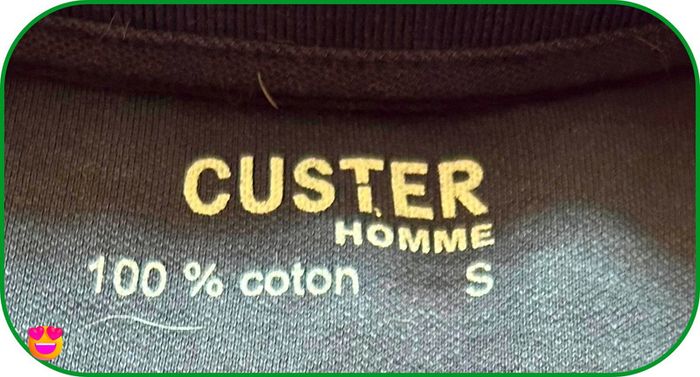 CUSTER
HOMME
100 % coton S